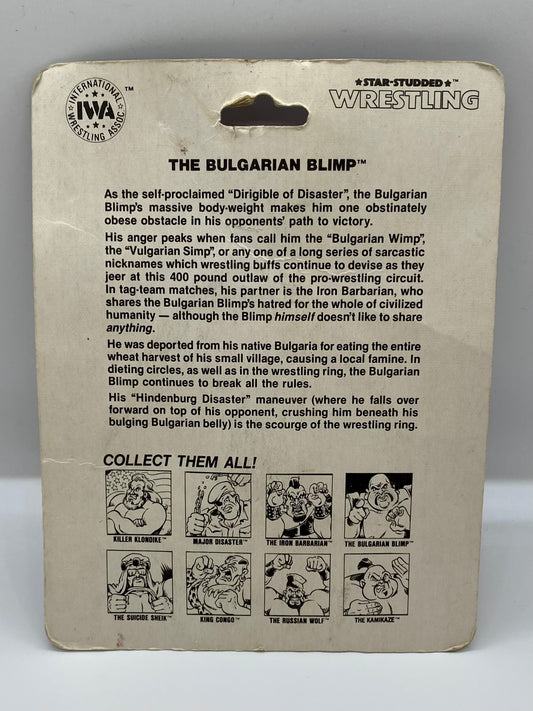 INTERNATIONAL
IWA™
WRESTLING ASSOC
★STAR-STUDDED★™
WRESTLING
THE BULGARIAN BLIMP™
As the self-proclaimed “Dirigible of Disaster”, the Bulgarian
Blimp’s massive body-weight makes him one obstinately
obese obstacle in his opponents’ path to victory.
His anger peaks when fans call him the “Bulgarian Wimp”,
the “Vulgarian Simp”, or any one of a long series of sarcastic
nicknames which wrestling buffs continue to devise as they
jeer at this 400 pound outlaw of the pro-wrestling circuit.
In tag-team matches, his partner is the Iron Barbarian, who
shares the Bulgarian Blimp’s hatred for the whole of civilized
humanity — although the Blimp himself doesn’t like to share
anything.
He was deported from his native Bulgaria for eating the entire
wheat harvest of his small village, causing a local famine. In
dieting circles, as well as in the wrestling ring, the Bulgarian
Blimp continues to break all the rules.
His “Hindenburg Disaster” maneuver (where he falls over
forward on top of his opponent, crushing him beneath his
bulging Bulgarian belly) is the scourge of the wrestling ring.
COLLECT THEM ALL!
KILLER KLONDIKE™ MAJOR DISASTER™ THE IRON BARBARIAN™ THE BULGARIAN BLIMP™
THE SUICIDE SHEIK™ KING CONGO™ THE RUSSIAN WOLF™ THE KAMIKAZE™